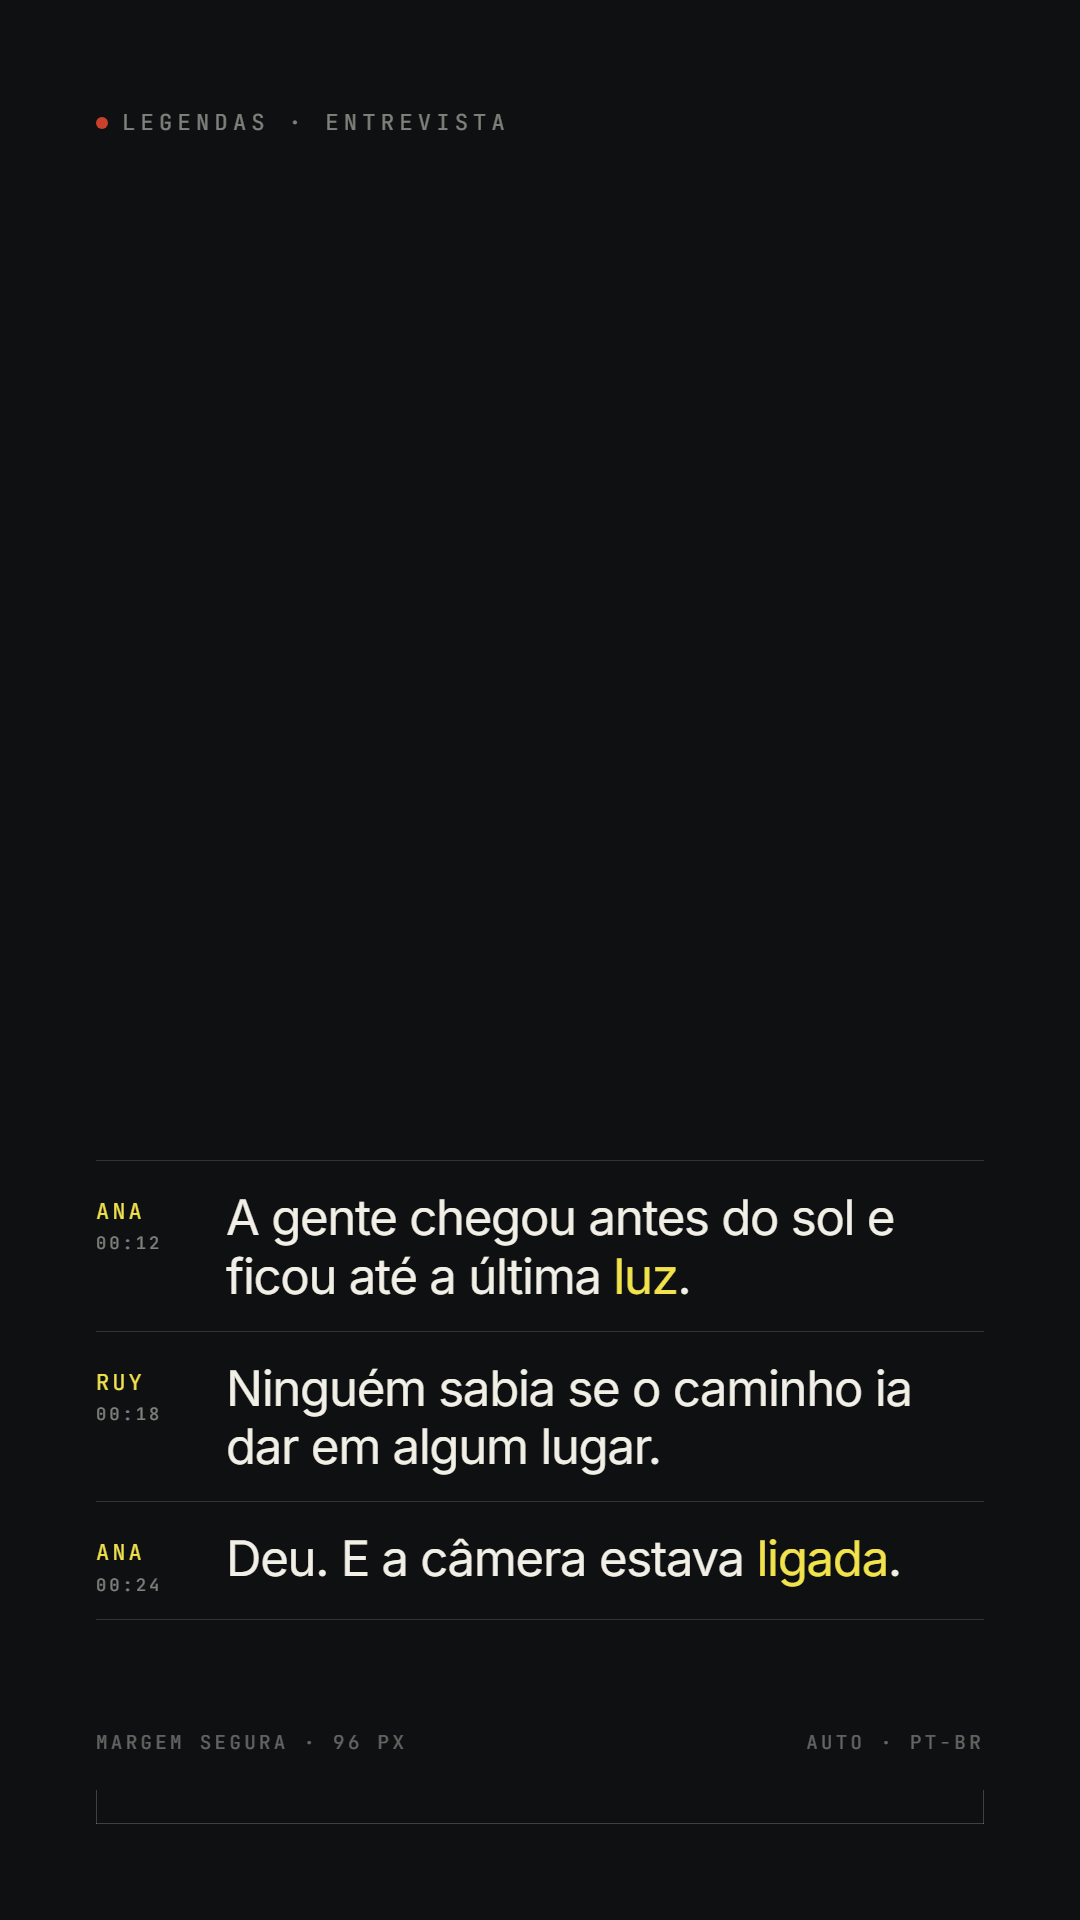 LEGENDAS · ENTREVISTA
ANA
00:12
A gente chegou antes do sol e
ficou até a última luz.
RUY
00:18
Ninguém sabia se o caminho ia
dar em algum lugar.
ANA
00:24
Deu. E a câmera estava ligada.
MARGEM SEGURA · 96 PX
AUTO · PT-BR